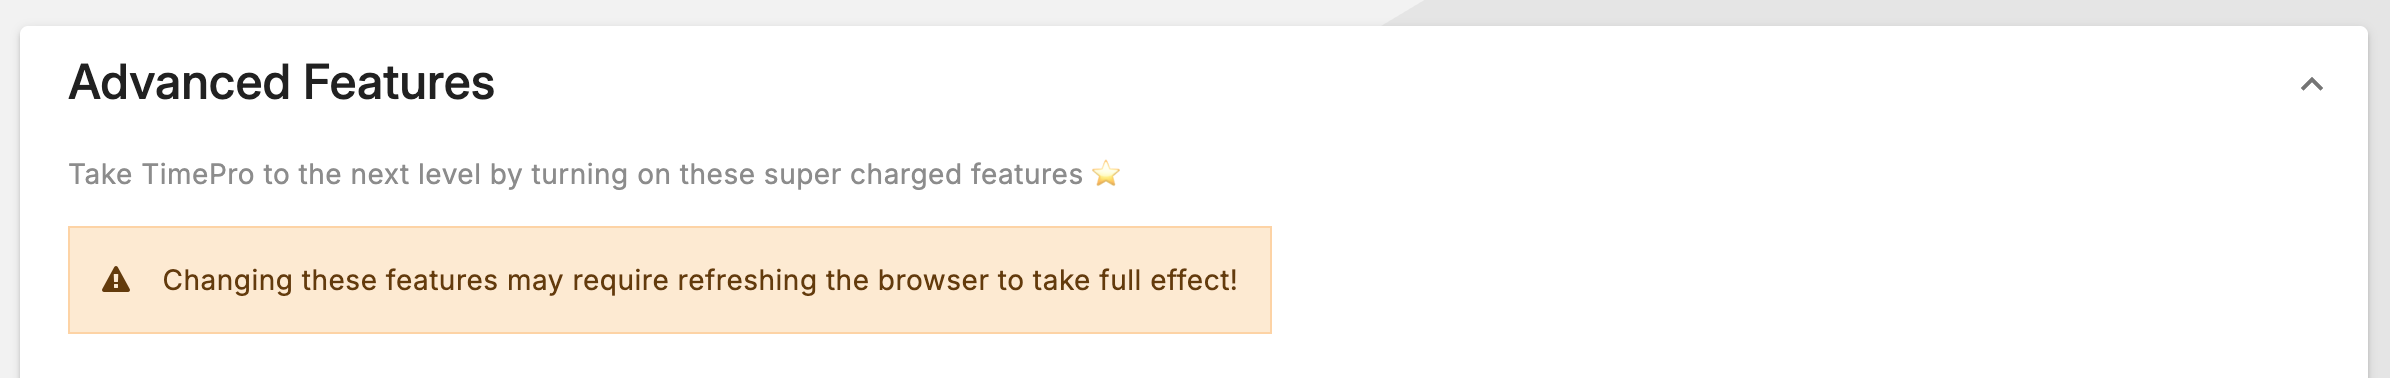 Advanced Features
Take TimePro to the next level by turning on these super charged features ⭐
Changing these features may require refreshing the browser to take full effect!